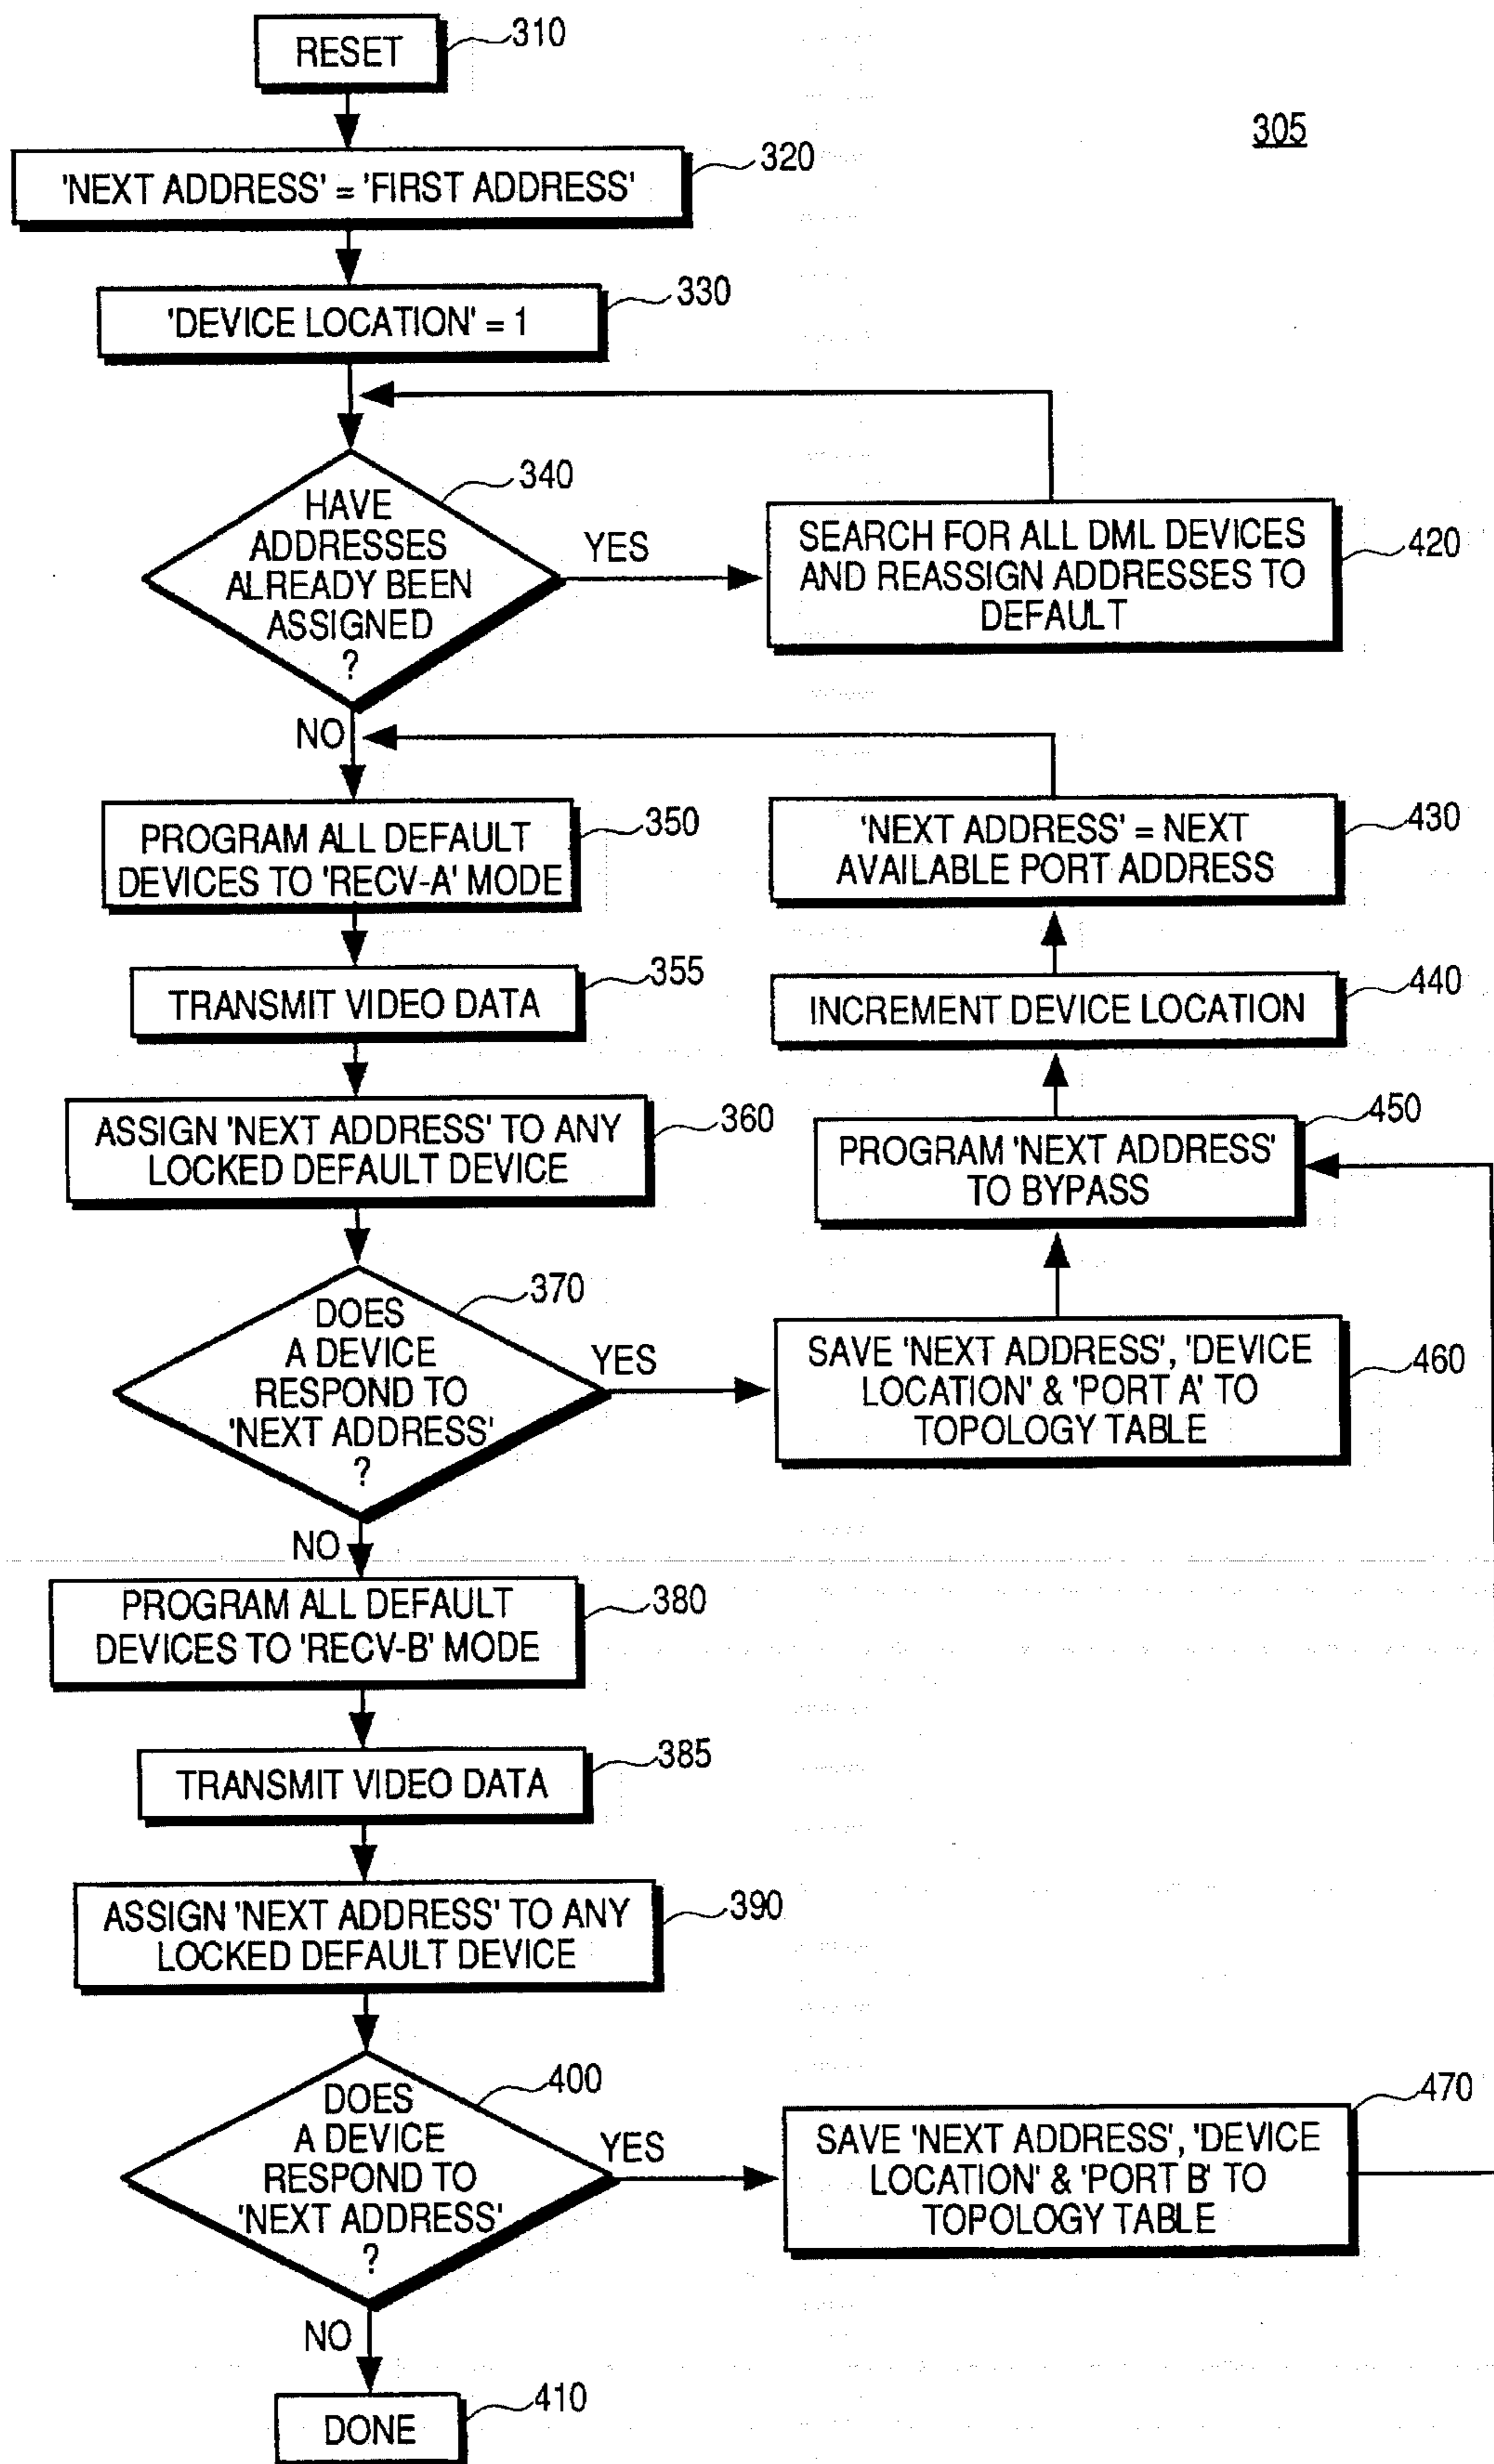 RESET
310
305
'NEXT ADDRESS' = 'FIRST ADDRESS'
320
'DEVICE LOCATION' = 1
330
HAVE
ADDRESSES
ALREADY BEEN
ASSIGNED
?
340
YES
SEARCH FOR ALL DML DEVICES
AND REASSIGN ADDRESSES TO
DEFAULT
420
NO
PROGRAM ALL DEFAULT
DEVICES TO 'RECV-A' MODE
350
'NEXT ADDRESS' = NEXT
AVAILABLE PORT ADDRESS
430
TRANSMIT VIDEO DATA
355
INCREMENT DEVICE LOCATION
440
ASSIGN 'NEXT ADDRESS' TO ANY
LOCKED DEFAULT DEVICE
360
PROGRAM 'NEXT ADDRESS'
TO BYPASS
450
DOES
A DEVICE
RESPOND TO
'NEXT ADDRESS'
?
370
YES
SAVE 'NEXT ADDRESS', 'DEVICE
LOCATION' & 'PORT A' TO
TOPOLOGY TABLE
460
NO
PROGRAM ALL DEFAULT
DEVICES TO 'RECV-B' MODE
380
TRANSMIT VIDEO DATA
385
ASSIGN 'NEXT ADDRESS' TO ANY
LOCKED DEFAULT DEVICE
390
DOES
A DEVICE
RESPOND TO
'NEXT ADDRESS'
?
400
YES
SAVE 'NEXT ADDRESS', 'DEVICE
LOCATION' & 'PORT B' TO
TOPOLOGY TABLE
470
NO
DONE
410